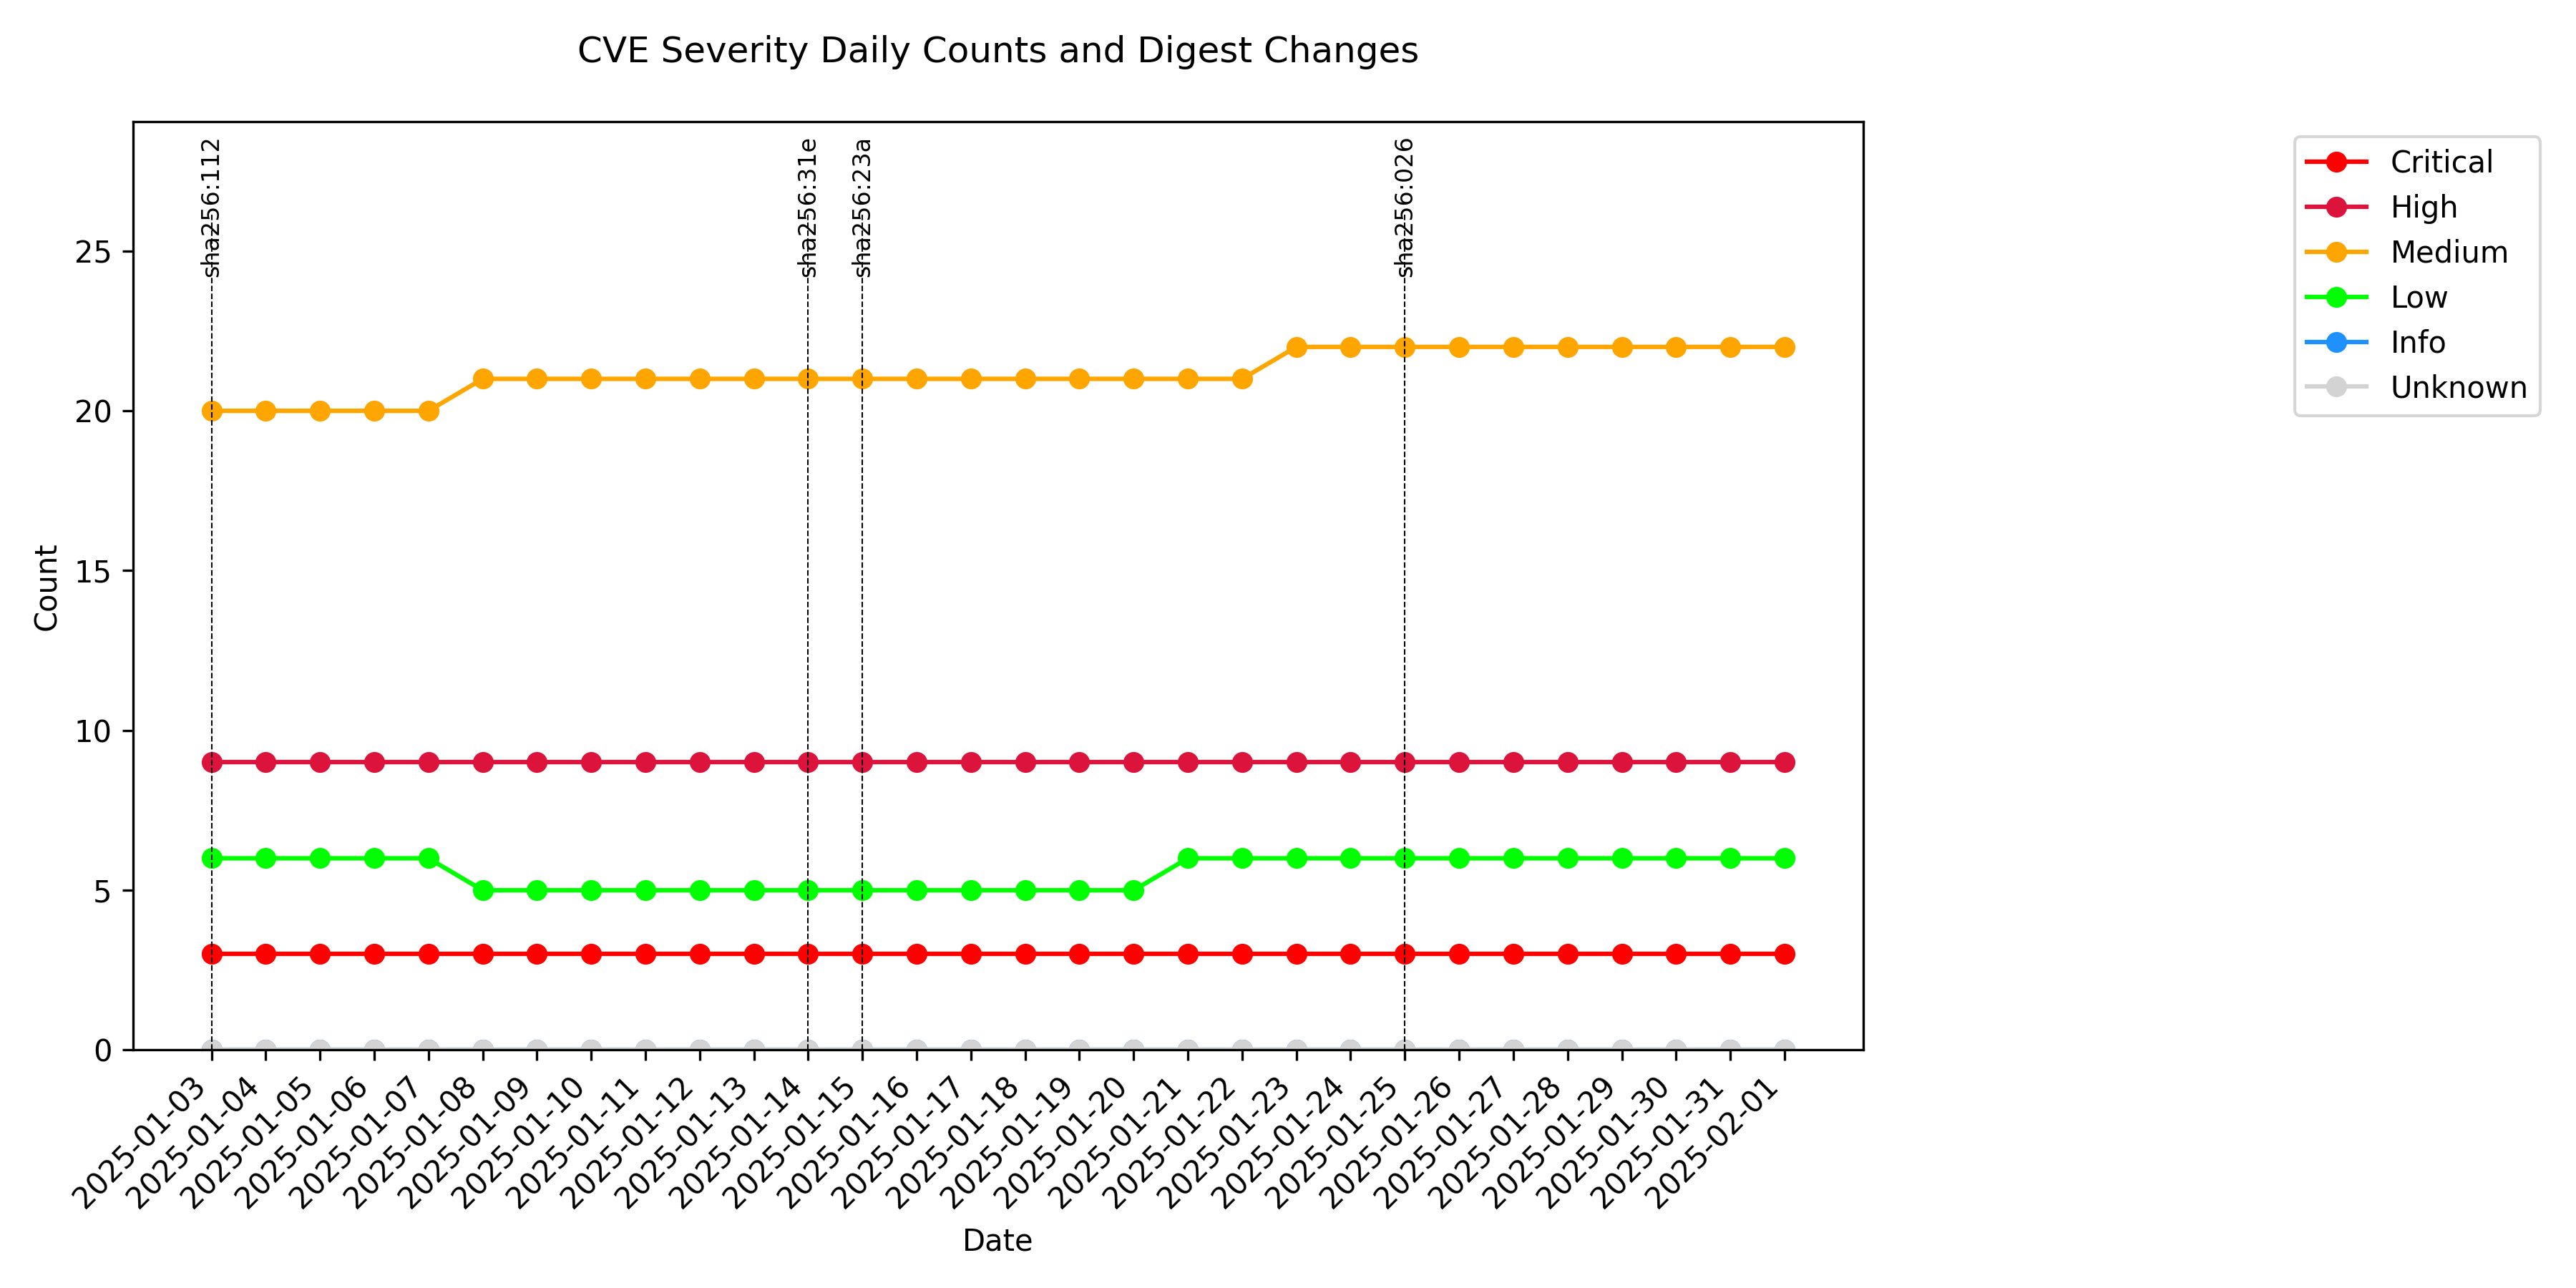 CVE Severity Daily Counts and Digest Changes
sha256:112
sha256:31e
sha256:23a
sha256:026
Critical
High
Medium
Low
Info
Unknown
Count
25
20
15
10
5
0
2025-01-03
2025-01-04
2025-01-05
2025-01-06
2025-01-07
2025-01-08
2025-01-09
2025-01-10
2025-01-11
2025-01-12
2025-01-13
2025-01-14
2025-01-15
2025-01-16
2025-01-17
2025-01-18
2025-01-19
2025-01-20
2025-01-21
2025-01-22
2025-01-23
2025-01-24
2025-01-25
2025-01-26
2025-01-27
2025-01-28
2025-01-29
2025-01-30
2025-01-31
2025-02-01
Date